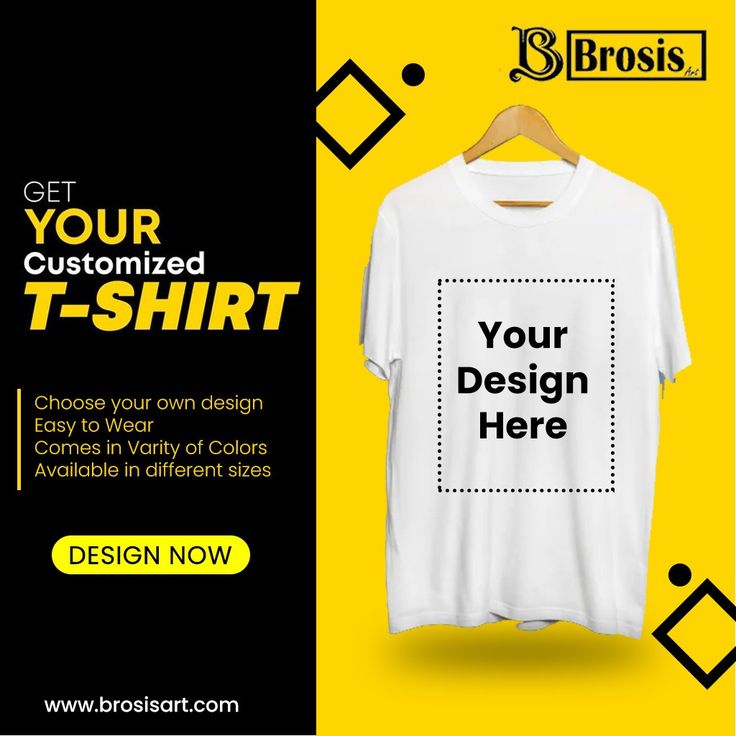 B Brosis Art
GET
YOUR
Customized
T-SHIRT
Choose your own design
Easy to Wear
Comes in Varity of Colors
Available in different sizes
DESIGN NOW
www.brosisart.com
Your
Design
Here